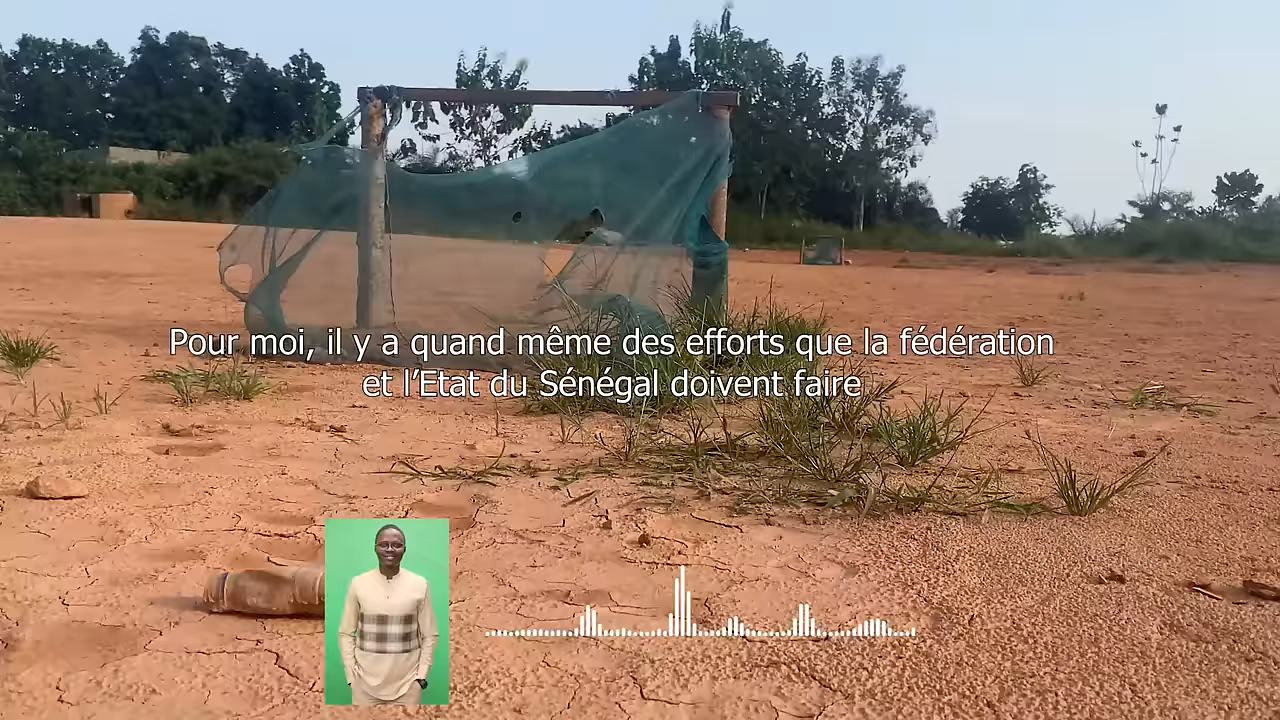 Pour moi, il y a quand même des efforts que la fédération
et l’Etat du Sénégal doivent faire